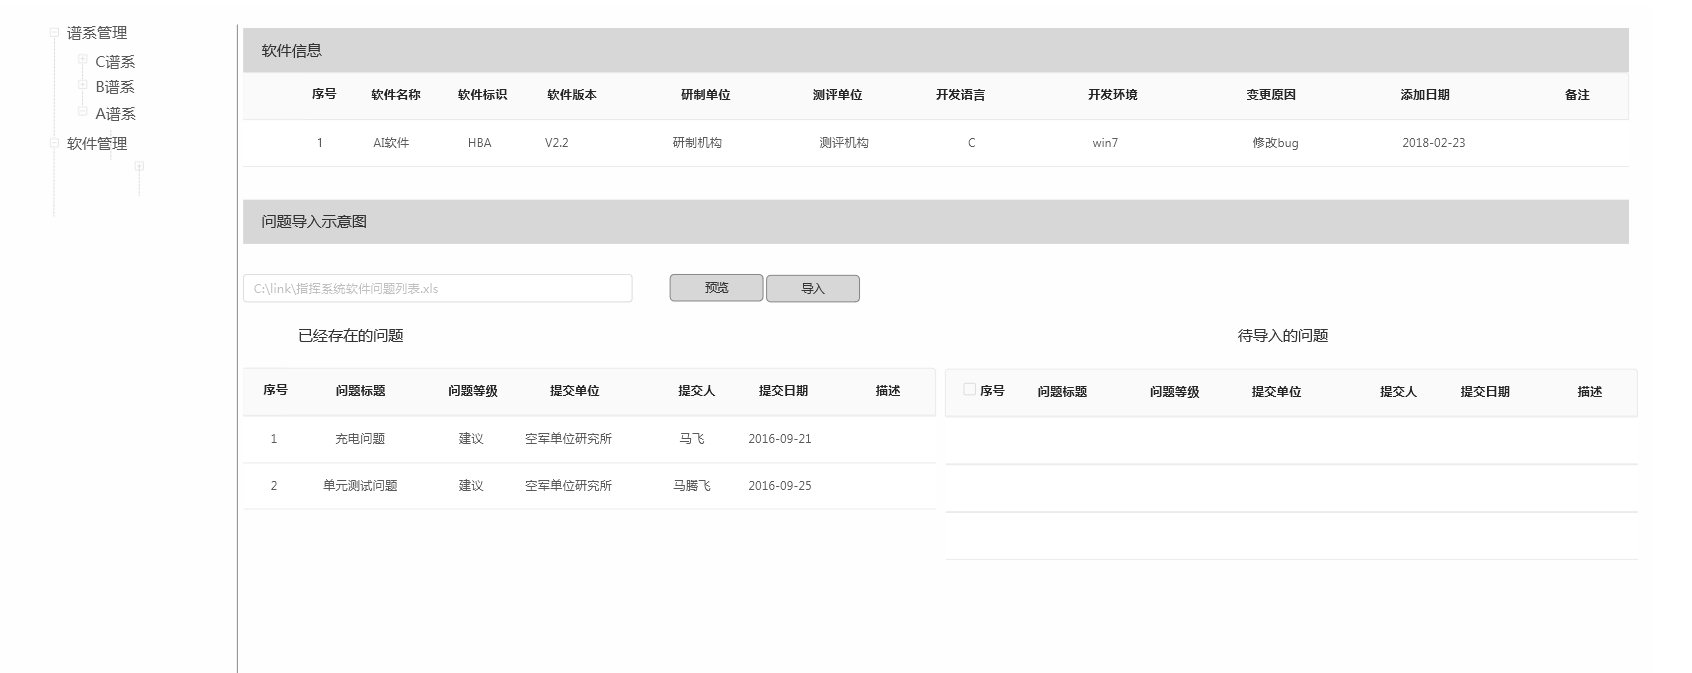 谱系管理
C谱系
B谱系
A谱系
软件管理
软件信息
序号 软件名称 软件标识 软件版本 研制单位 测评单位 开发语言 开发环境 变更原因 添加日期 备注
1 AI软件 HBA V2.2 研制机构 测评机构 C win7 修改bug 2018-02-23
问题导入示意图
C:\link\指挥系统软件问题列表.xls 预览 导入
已经存在的问题
序号 问题标题 问题等级 提交单位 提交人 提交日期 描述
1 充电问题 建议 空军单位研究所 马飞 2016-09-21
2 单元测试问题 建议 空军单位研究所 马腾飞 2016-09-25
待导入的问题
序号 问题标题 问题等级 提交单位 提交人 提交日期 描述